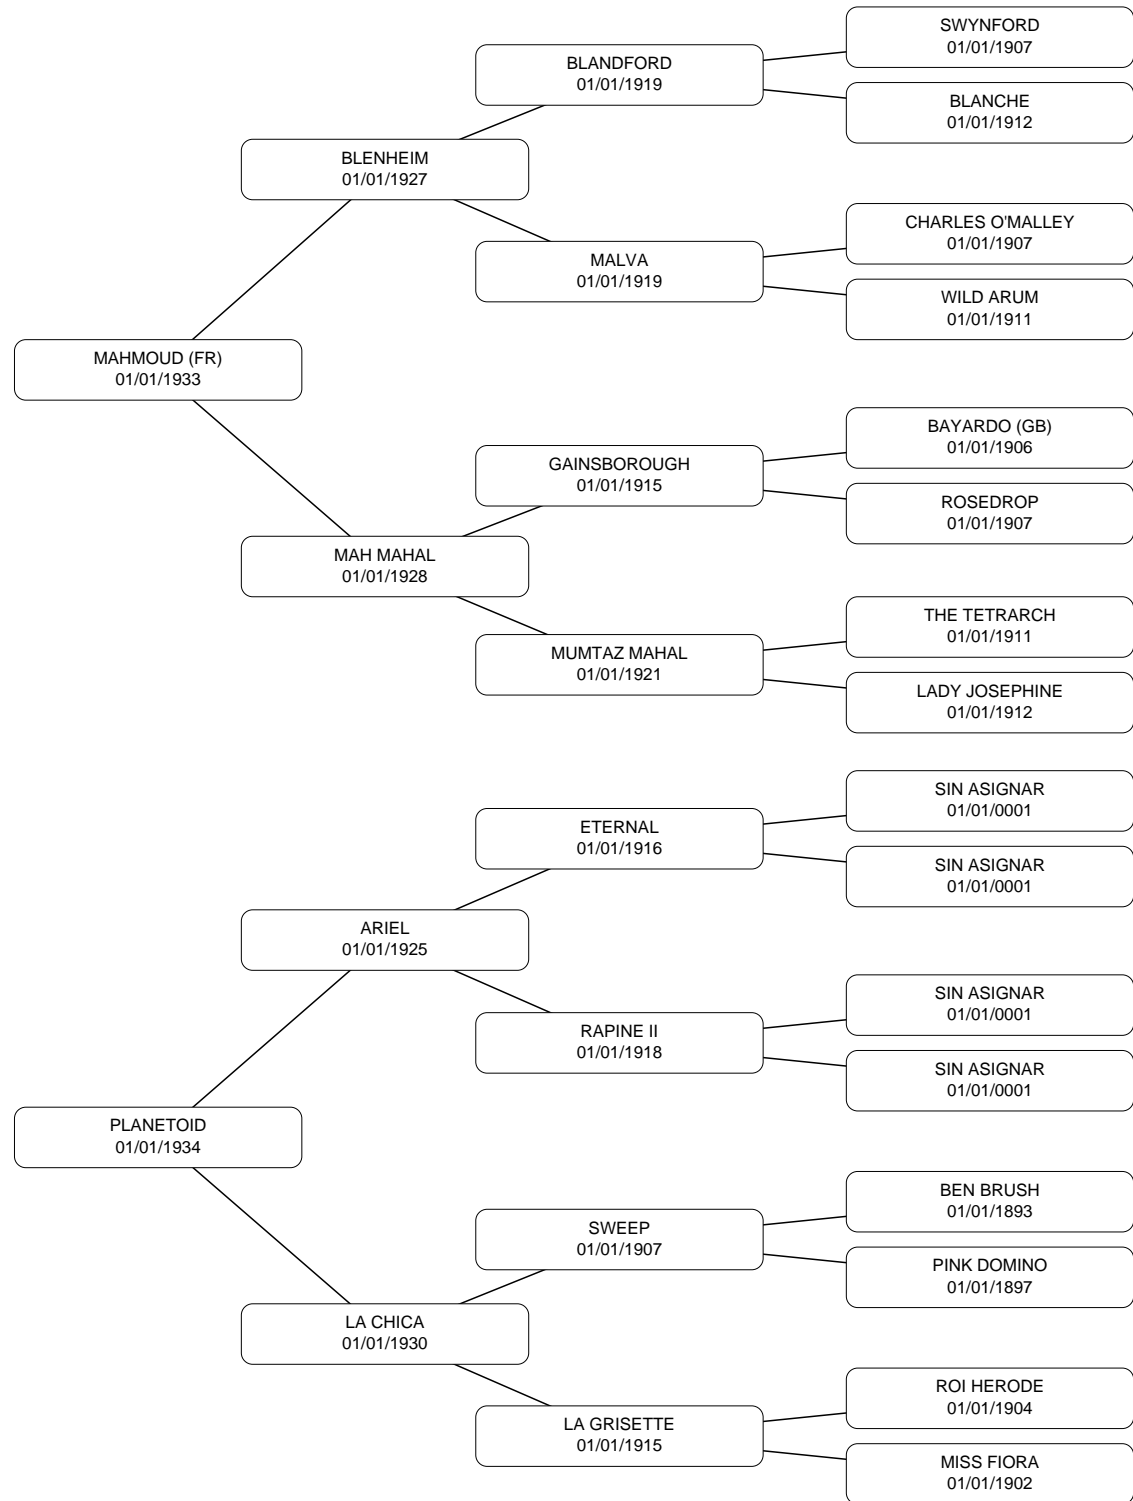 SWYNFORD
01/01/1907
BLANDFORD
01/01/1919
BLANCHE
01/01/1912
BLENHEIM
01/01/1927
CHARLES O'MALLEY
01/01/1907
MALVA
01/01/1919
WILD ARUM
01/01/1911
MAHMOUD (FR)
01/01/1933
BAYARDO (GB)
01/01/1906
GAINSBOROUGH
01/01/1915
ROSEDROP
01/01/1907
MAH MAHAL
01/01/1928
THE TETRARCH
01/01/1911
MUMTAZ MAHAL
01/01/1921
LADY JOSEPHINE
01/01/1912
SIN ASIGNAR
01/01/0001
ETERNAL
01/01/1916
SIN ASIGNAR
01/01/0001
ARIEL
01/01/1925
SIN ASIGNAR
01/01/0001
RAPINE II
01/01/1918
SIN ASIGNAR
01/01/0001
PLANETOID
01/01/1934
BEN BRUSH
01/01/1893
SWEEP
01/01/1907
PINK DOMINO
01/01/1897
LA CHICA
01/01/1930
ROI HERODE
01/01/1904
LA GRISETTE
01/01/1915
MISS FIORA
01/01/1902